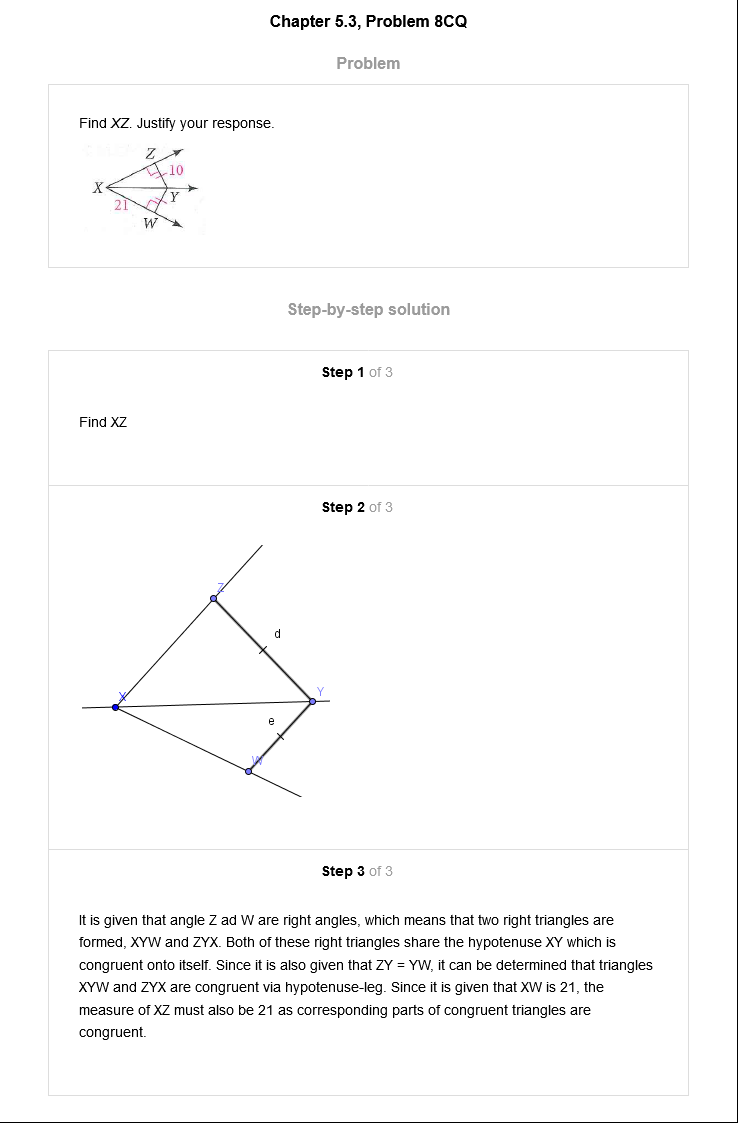 Chapter 5.3, Problem 8CQ
Problem
Find XZ. Justify your response.
Z
10
X
Y
21
W
Step-by-step solution
Step 1 of 3
Find XZ
Step 2 of 3
Z
d
X
Y
e
W
Step 3 of 3
It is given that angle Z ad W are right angles, which means that two right triangles are
formed, XYW and ZYX. Both of these right triangles share the hypotenuse XY which is
congruent onto itself. Since it is also given that ZY = YW, it can be determined that triangles
XYW and ZYX are congruent via hypotenuse-leg. Since it is given that XW is 21, the
measure of XZ must also be 21 as corresponding parts of congruent triangles are
congruent.